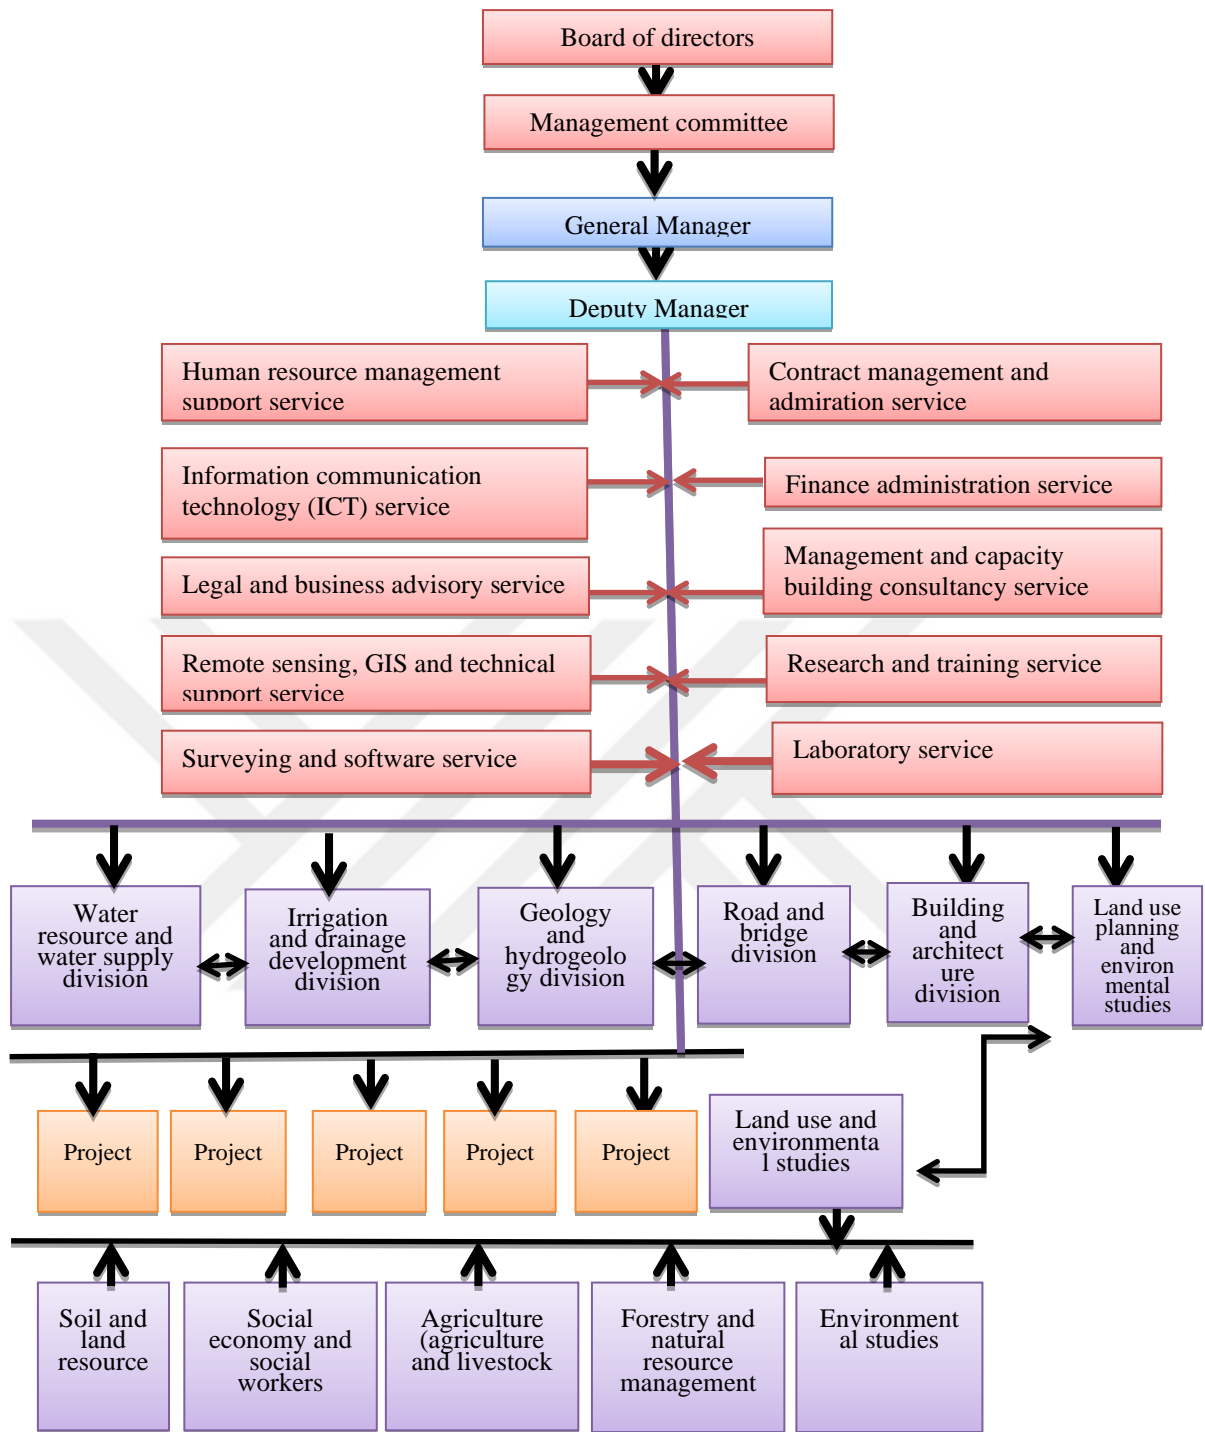 Board of directors
Management committee
General Manager
Deputy Manager
Human resource management
support service
Contract management and
admiration service
Information communication
technology (ICT) service
Finance administration service
Legal and business advisory service
Management and capacity
building consultancy service
Remote sensing, GIS and technical
support service
Research and training service
Surveying and software service
Laboratory service
Water
resource and
water supply
division
Irrigation
and drainage
development
division
Geology
and
hydrogeolo
gy division
Road and
bridge
division
Building
and
architect
ure
division
Land use
planning
and
environ
mental
studies
Project
Project
Project
Project
Project
Land use and
environmenta
l studies
Soil and
land
resource
Social
economy and
social
workers
Agriculture
(agriculture
and livestock
Forestry and
natural
resource
management
Environment
al studies